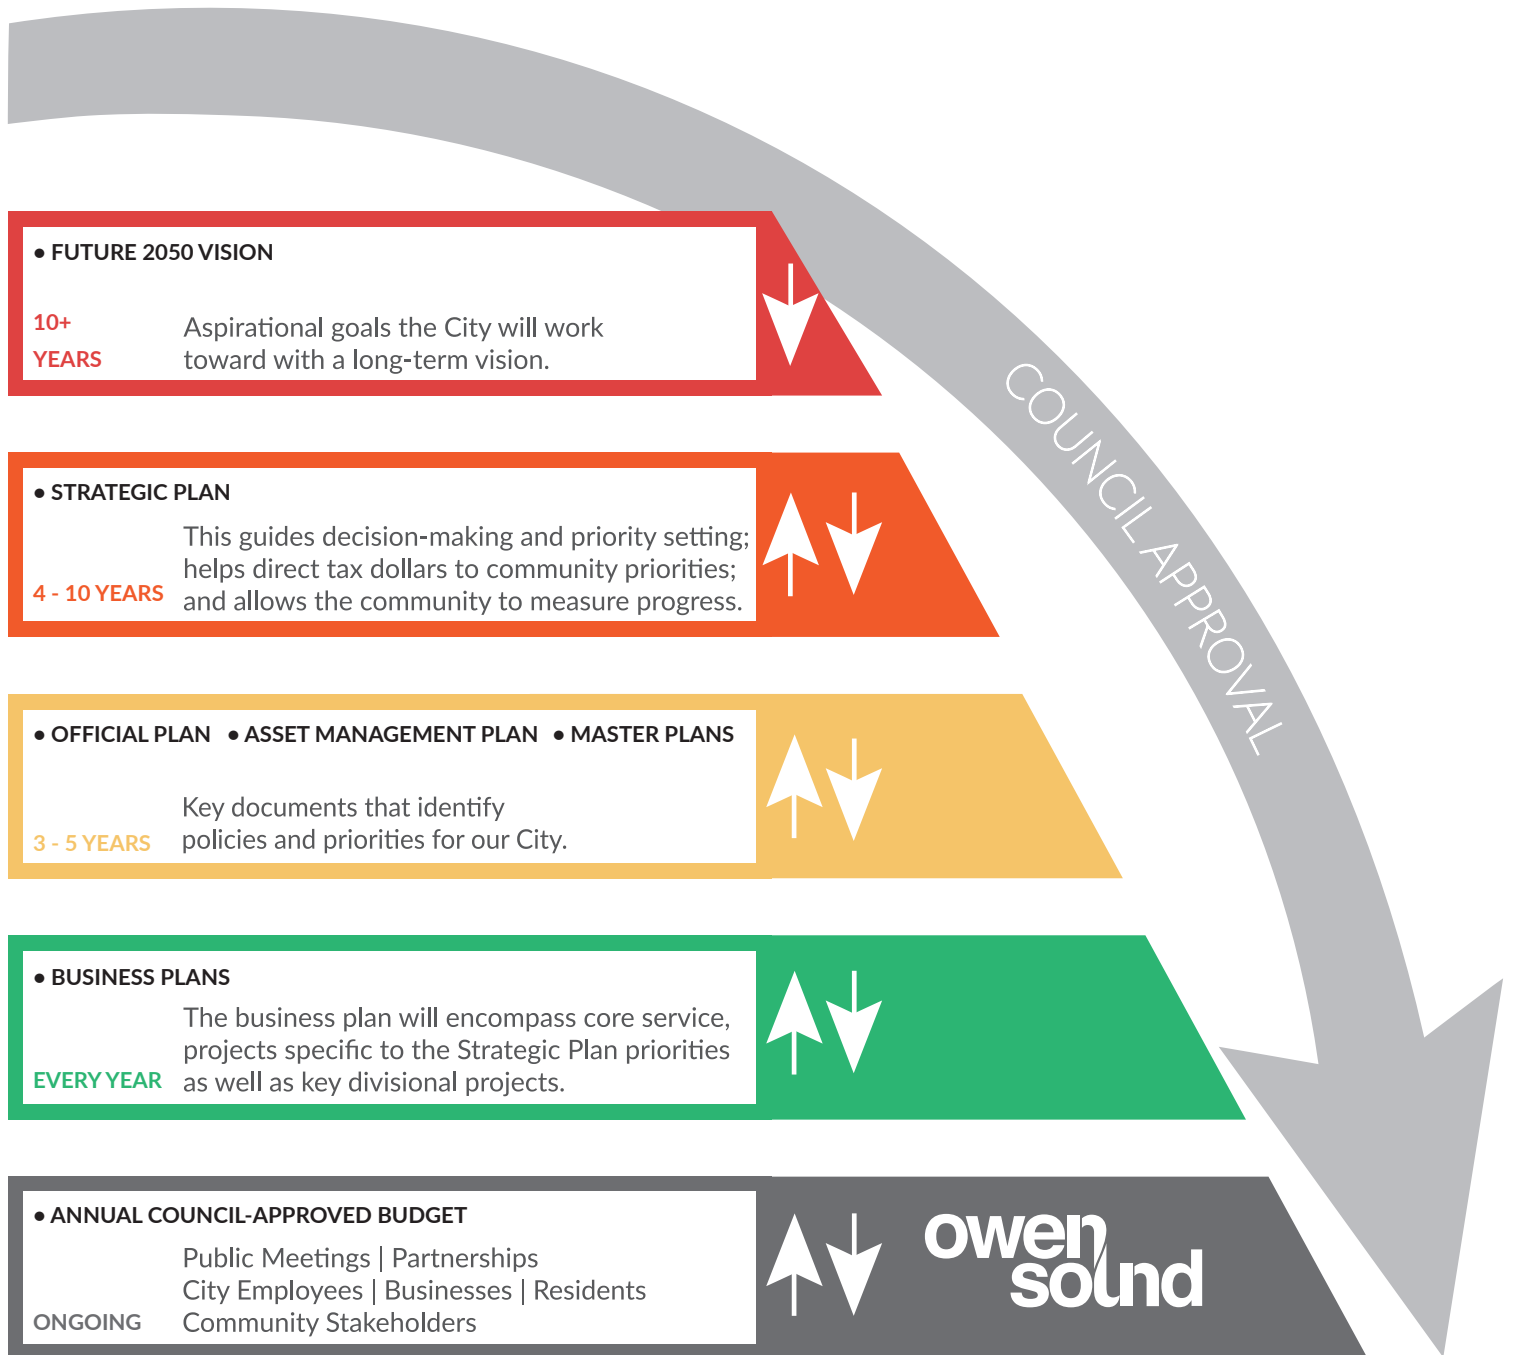 ● FUTURE 2050 VISION
10+
YEARS
Aspirational goals the City will work
toward with a long-term vision.
● STRATEGIC PLAN
4 - 10 YEARS
This guides decision-making and priority setting;
helps direct tax dollars to community priorities;
and allows the community to measure progress.
● OFFICIAL PLAN ● ASSET MANAGEMENT PLAN ● MASTER PLANS
3 - 5 YEARS
Key documents that identify
policies and priorities for our City.
● BUSINESS PLANS
EVERY YEAR
The business plan will encompass core service,
projects specific to the Strategic Plan priorities
as well as key divisional projects.
● ANNUAL COUNCIL-APPROVED BUDGET
ONGOING
Public Meetings | Partnerships
City Employees | Businesses | Residents
Community Stakeholders
owen
sound
COUNCIL APPROVAL